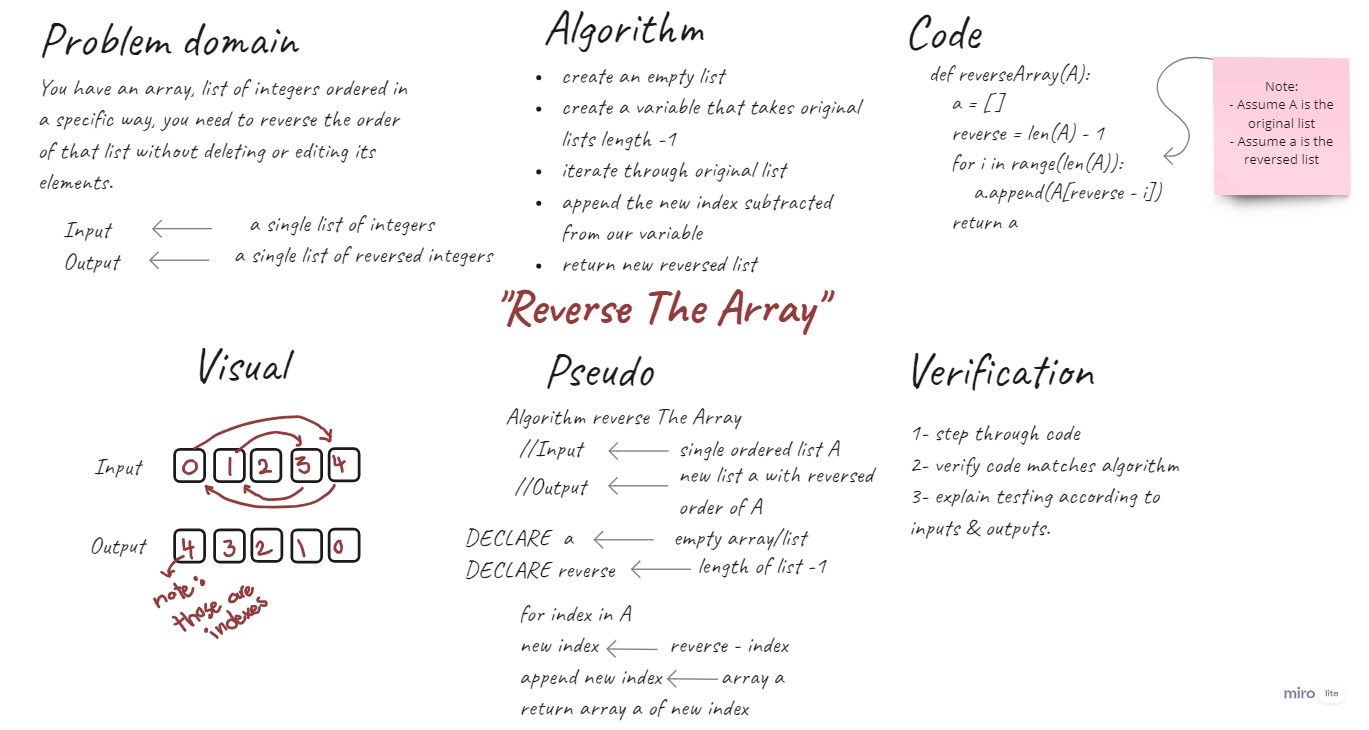 Problem domain
You have an array, list of integers ordered in
a specific way, you need to reverse the order
of that list without deleting or editing its
elements.
Input a single list of integers
Output a single list of reversed integers
Algorithm
• create an empty list
• create a variable that takes original
lists length -1
• iterate through original list
• append the new index subtracted
from our variable
• return new reversed list
Code
def reverseArray(A):
a = []
reverse = len(A) - 1
for i in range(len(A)):
a.append(A[reverse - i])
return a
Note:
- Assume A is the
original list
- Assume a is the
reversed list
"Reverse The Array"
Visual
Input 0 1 2 3 4
Output 4 3 2 1 0
note:
those are
indexes
Pseudo
Algorithm reverse The Array
//Input single ordered list A
//Output new list a with reversed
order of A
DECLARE a empty array/list
DECLARE reverse length of list -1
for index in A
new index reverse - index
append new index array a
return array a of new index
Verification
1- step through code
2- verify code matches algorithm
3- explain testing according to
inputs & outputs.
miro lite